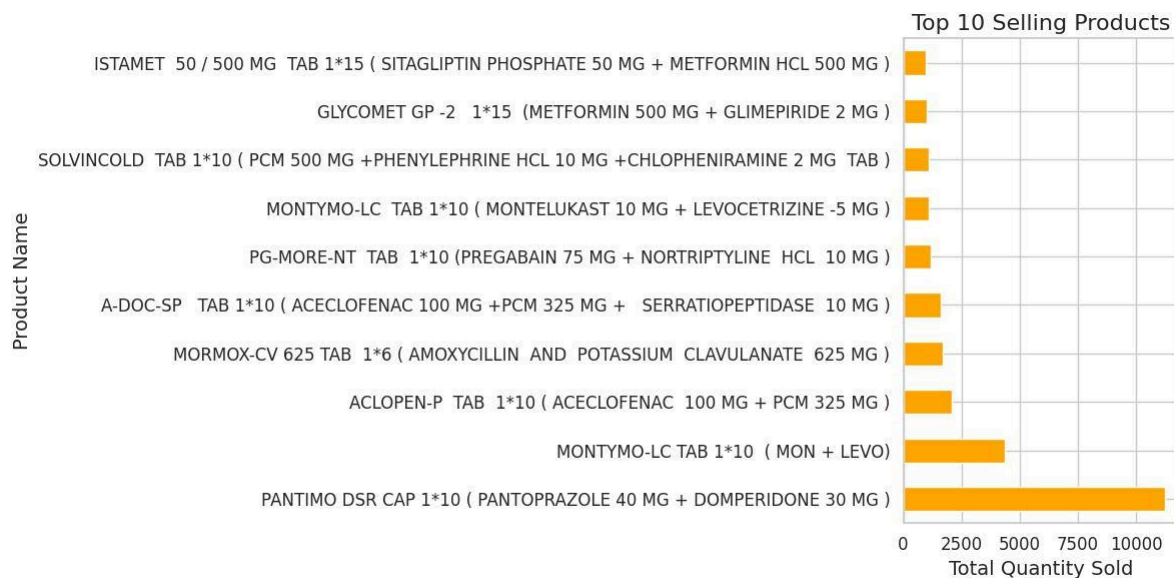 Top 10 Selling Products
ISTAMET  50 / 500 MG  TAB 1*15 ( SITAGLIPTIN PHOSPHATE 50 MG + METFORMIN HCL 500 MG )
GLYCOMET GP -2   1*15  (METFORMIN 500 MG + GLIMEPIRIDE 2 MG )
SOLVINCOLD  TAB 1*10 ( PCM 500 MG +PHENYLEPHRINE HCL 10 MG +CHLOPHENIRAMINE 2 MG  TAB )
MONTYMO-LC  TAB 1*10 ( MONTELUKAST 10 MG + LEVOCETRIZINE -5 MG )
PG-MORE-NT  TAB  1*10 (PREGABAIN 75 MG + NORTRIPTYLINE  HCL  10 MG )
A-DOC-SP   TAB 1*10 ( ACECLOFENAC 100 MG +PCM 325 MG +   SERRATIOPEPTIDASE  10 MG )
MORMOX-CV 625 TAB  1*6 ( AMOXYCILLIN  AND  POTASSIUM  CLAVULANATE  625 MG )
ACLOPEN-P  TAB  1*10 ( ACECLOFENAC  100 MG + PCM 325 MG )
MONTYMO-LC TAB 1*10  ( MON + LEVO)
PANTIMO DSR CAP 1*10 ( PANTOPRAZOLE 40 MG + DOMPERIDONE 30 MG )
Product Name
0 2500 5000 7500 10000
Total Quantity Sold